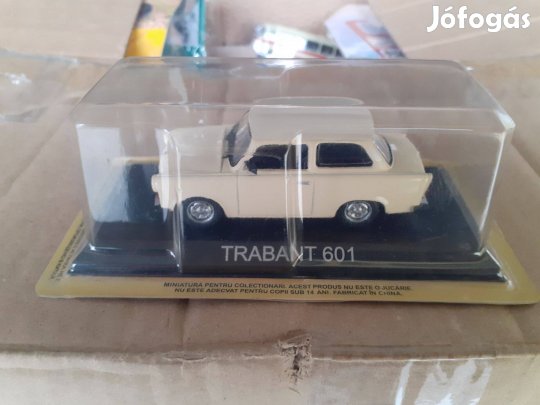 Jófogás
TRABANT 601
MINIATURA PENTRU COLECTIONARI. ACEST PRODUS NU ESTE O JUCARIE.
NU ESTE ADECVAT PENTRU COPII SUB 14 ANI. FABRICAT ÎN CHINA.